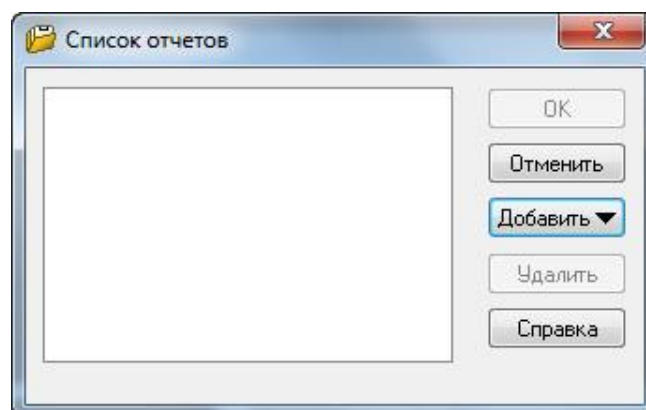 Список отчетов
OK
Отменить
Добавить
Удалить
Справка